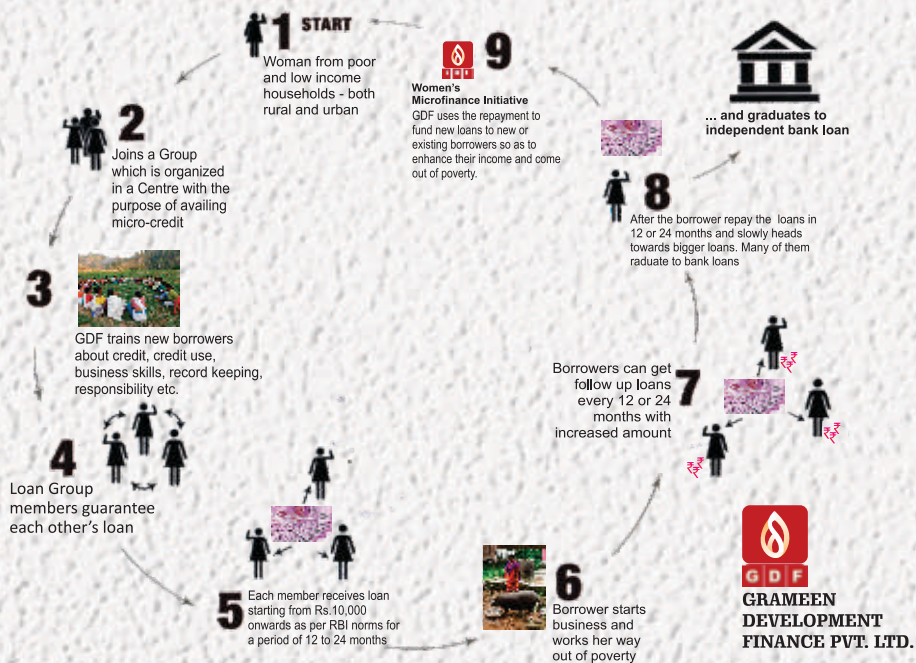 1 START
Woman from poor
and low income
households - both
rural and urban
2
Joins a Group
which is organized
in a Centre with the
purpose of availing
micro-credit
3
GDF trains new borrowers
about credit, credit use,
business skills, record keeping,
responsibility etc.
4
Loan Group
members guarantee
each other's loan
5
Each member receives loan
starting from Rs.10,000
onwards as per RBI norms for
a period of 12 to 24 months
6
Borrower starts
business and
works her way
out of poverty
7
Borrowers can get
follow up loans
every 12 or 24
months with
increased amount
₹₹₹
₹₹₹
₹₹₹
8
After the borrower repay the loans in
12 or 24 months and slowly heads
towards bigger loans. Many of them
raduate to bank loans
... and graduates to
independent bank loan
9
G D F
Women's
Microfinance Initiative
GDF uses the repayment to
fund new loans to new or
existing borrowers so as to
enhance their income and come
out of poverty.
G D F
GRAMEEN
DEVELOPMENT
FINANCE PVT. LTD.